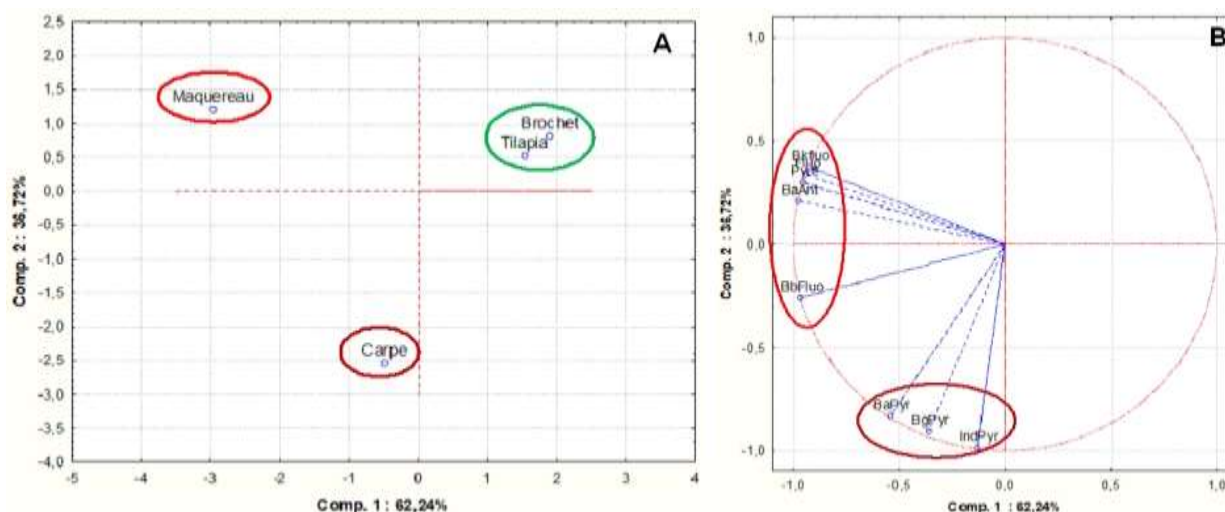 A
2,5
2,0
1,5
1,0
0,5
0,0
-0,5
-1,0
-1,5
-2,0
-2,5
-3,0
-3,5
-4,0
Comp. 2 : 36,72%
Maquereau
Brochet
Tilapia
Carpe
-5 -4 -3 -2 -1 0 1 2 3 4
Comp. 1 : 62,24%
B
1,0
0,5
0,0
-0,5
-1,0
Comp. 2 : 36,72%
Bkfluo
BaAnt
BbFluo
BaPyr
BgPyr
IndPyr
-1,0 -0,5 0,0 0,5 1,0
Comp. 1 : 62,24%